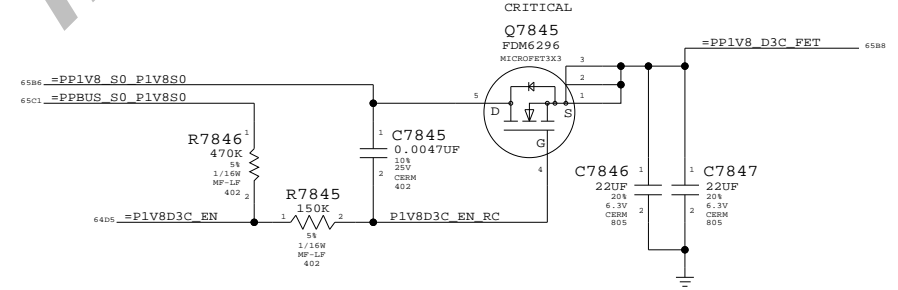 CRITICAL
Q7845
FDM6296
MICROFET3X3
=PP1V8_D3C_FET
65B8
3
2
1
5
D
S
G
4
65B6
=PP1V8_S0_P1V8S0
65C1
=PPBUS_S0_P1V8S0
R7846
470K
5%
1/16W
MF-LF
402
1
2
C7845
0.0047UF
10%
25V
CERM
402
1
2
64D5
=P1V8D3C_EN
R7845
150K
1
2
5%
1/16W
MF-LF
402
P1V8D3C_EN_RC
C7846
22UF
20%
6.3V
CERM
805
1
2
C7847
22UF
20%
6.3V
CERM
805
1
2